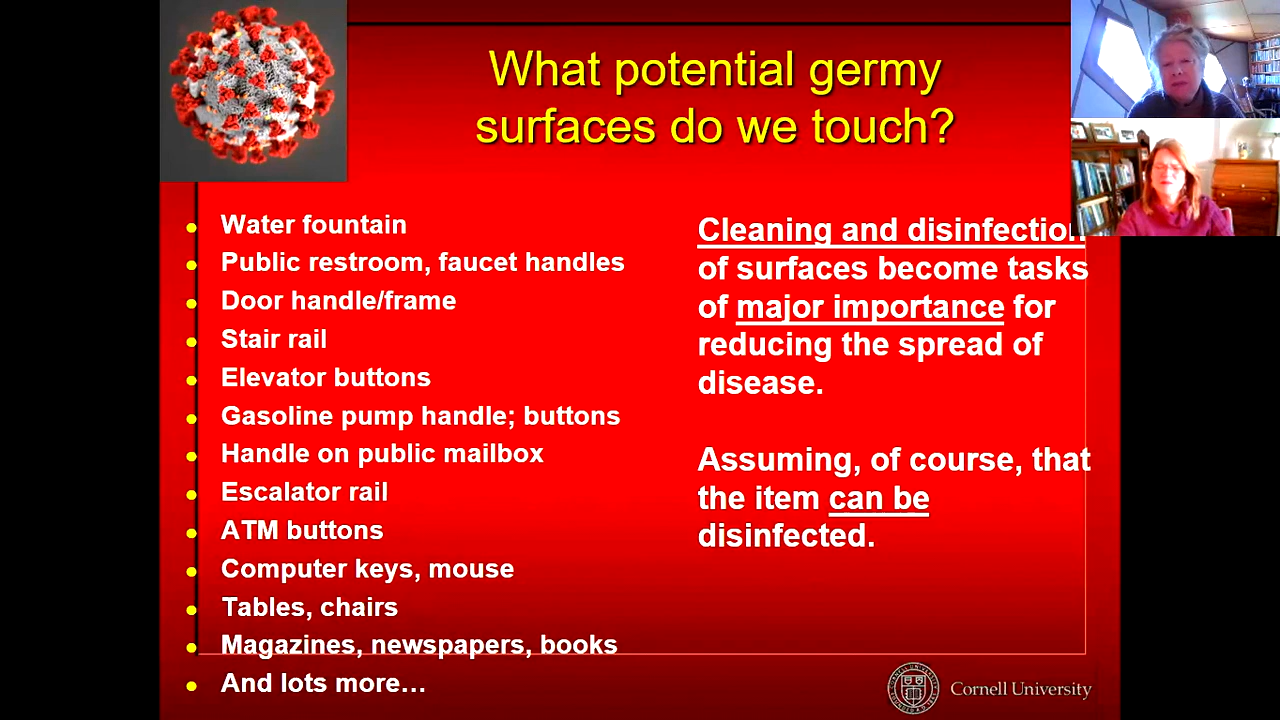 What potential germy
surfaces do we touch?
Water fountain
Public restroom, faucet handles
Door handle/frame
Stair rail
Elevator buttons
Gasoline pump handle; buttons
Handle on public mailbox
Escalator rail
ATM buttons
Computer keys, mouse
Tables, chairs
Magazines, newspapers, books
And lots more…
Cleaning and disinfection
of surfaces become tasks
of major importance for
reducing the spread of
disease.
Assuming, of course, that
the item can be
disinfected.
Cornell University